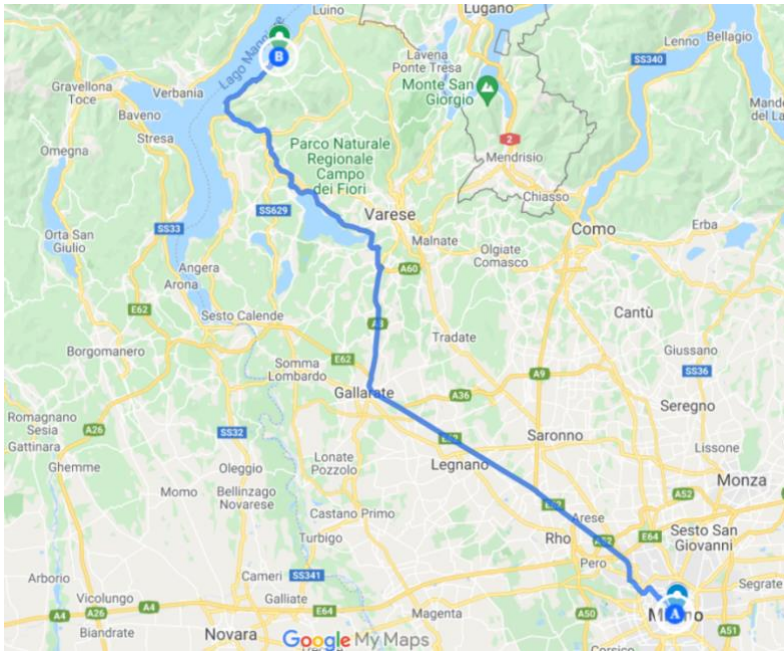 Luino
Lugano
Lago Maggiore
B
Lavena
Ponte Tresa
Lenno
Bellagio
SS340
Gravellona
Toce
Verbania
Baveno
Monte San
Giorgio
Stresa
Omegna
Parco Naturale
Regionale
Campo
dei Fiori
2
Mendrisio
Chiasso
SS629
Varese
Como
Erba
SS33
Orta San
Giulio
Malnate
Olgiate
Comasco
Angera
Arona
A60
E62
Sesto Calende
A8
Cantù
Tradate
Borgomanero
Giussano
E62
Somma
Lombardo
A9
SS36
Gallarate
A36
Seregno
Romagnano
Sesia
A26
Gattinara
SS32
Saronno
Lissone
Ghemme
Oleggio
Lonate
Pozzolo
Legnano
Monza
Momo
Bellinzago
Novarese
A52
Castano Primo
Arese
Sesto San
Giovanni
Rho
E64
Turbigo
Pero
Arborio
Cameri
SS341
Segrate
Vicolungo
Galliate
A4
A26
A4
E64
Magenta
A50
A
Biandrate
Novara
A51
Corsico
Google My Maps